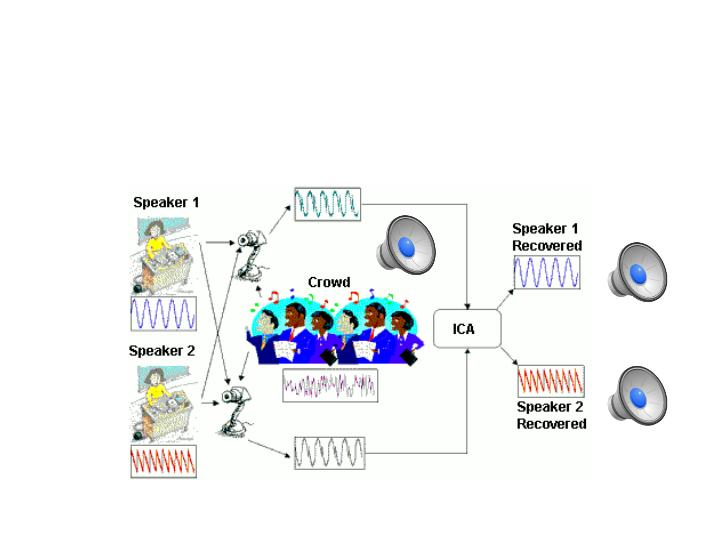 Speaker 1
Speaker 2
Crowd
ICA
Speaker 1
Recovered
Speaker 2
Recovered